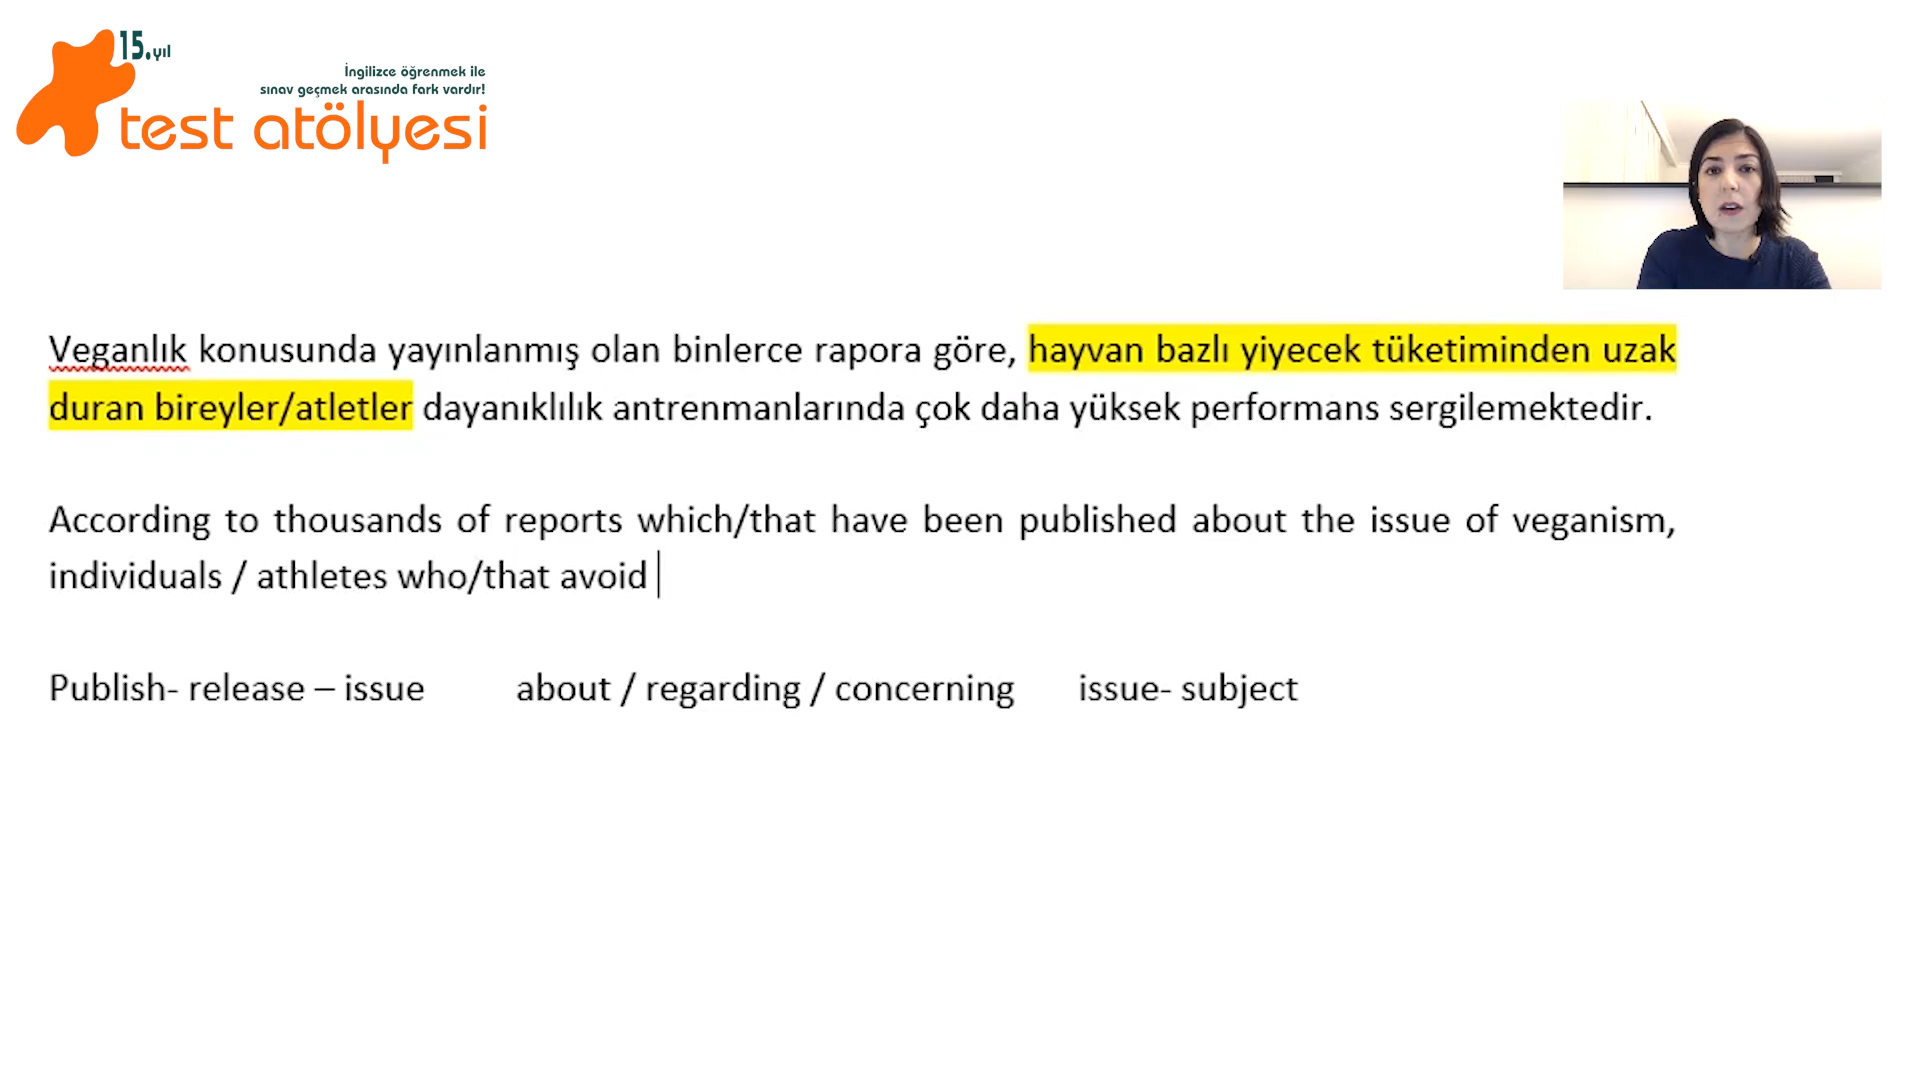 15.yıl
İngilizce öğrenmek ile
sınav geçmek arasında fark vardır!
test atölyesi
Veganlık konusunda yayınlanmış olan binlerce rapora göre, hayvan bazlı yiyecek tüketiminden uzak
duran bireyler/atletler dayanıklılık antrenmanlarında çok daha yüksek performans sergilemektedir.
According to thousands of reports which/that have been published about the issue of veganism,
individuals / athletes who/that avoid
Publish- release – issue about / regarding / concerning issue- subject